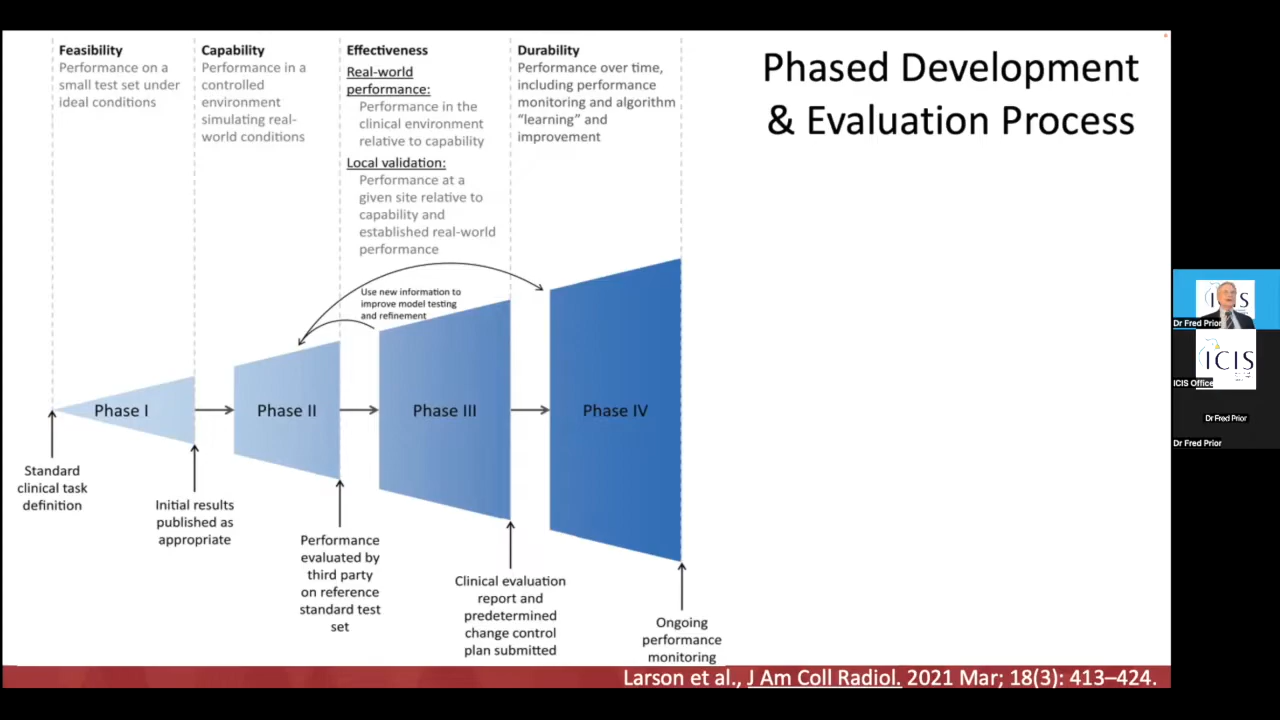 Phased Development
& Evaluation Process
Feasibility
Performance on a
small test set under
ideal conditions
Capability
Performance in a
controlled
environment
simulating real-
world conditions
Effectiveness
Real-world
performance:
Performance in the
clinical environment
relative to capability
Local validation:
Performance at a
given site relative to
capability and
established real-world
performance
Durability
Performance over time,
including performance
monitoring and algorithm
“learning” and
improvement
Use new information to
improve model testing
and refinement
Phase I
Phase II
Phase III
Phase IV
Standard
clinical task
definition
Initial results
published as
appropriate
Performance
evaluated by
third party
on reference
standard test
set
Clinical evaluation
report and
predetermined
change control
plan submitted
Ongoing
performance
monitoring
Larson et al., J Am Coll Radiol. 2021 Mar; 18(3): 413–424.
Dr Fred Prior
ICIS
ICIS Office
Dr Fred Prior
Dr Fred Prior